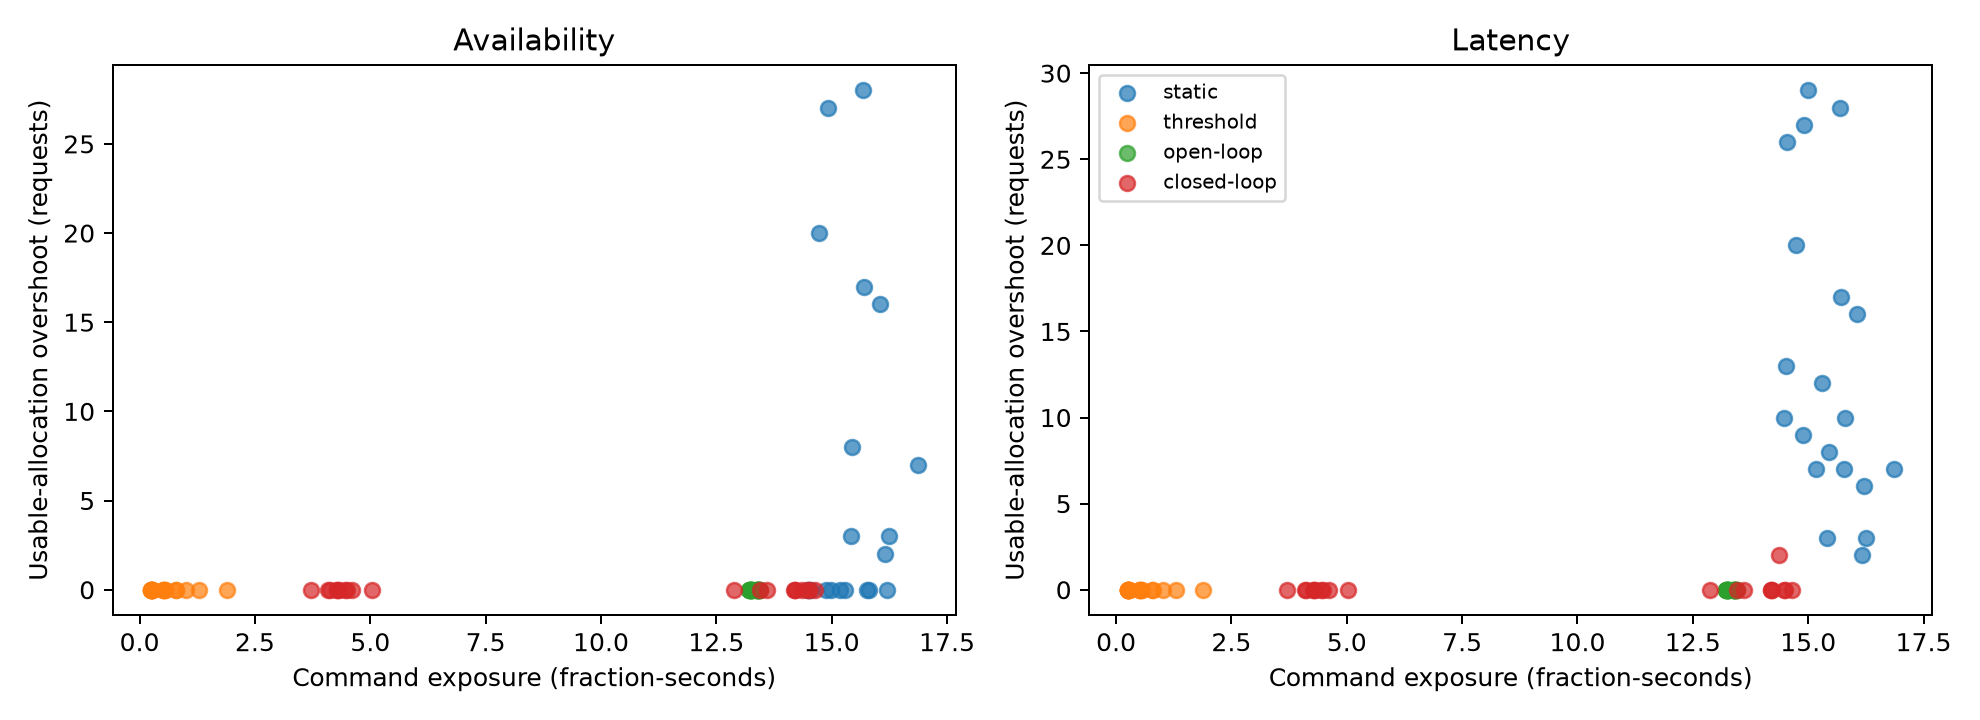 Availability
Usable-allocation overshoot (requests)
25
20
15
10
5
0
0.0 2.5 5.0 7.5 10.0 12.5 15.0 17.5
Command exposure (fraction-seconds)
Latency
Usable-allocation overshoot (requests)
30
25
20
15
10
5
0
static
threshold
open-loop
closed-loop
0.0 2.5 5.0 7.5 10.0 12.5 15.0 17.5
Command exposure (fraction-seconds)